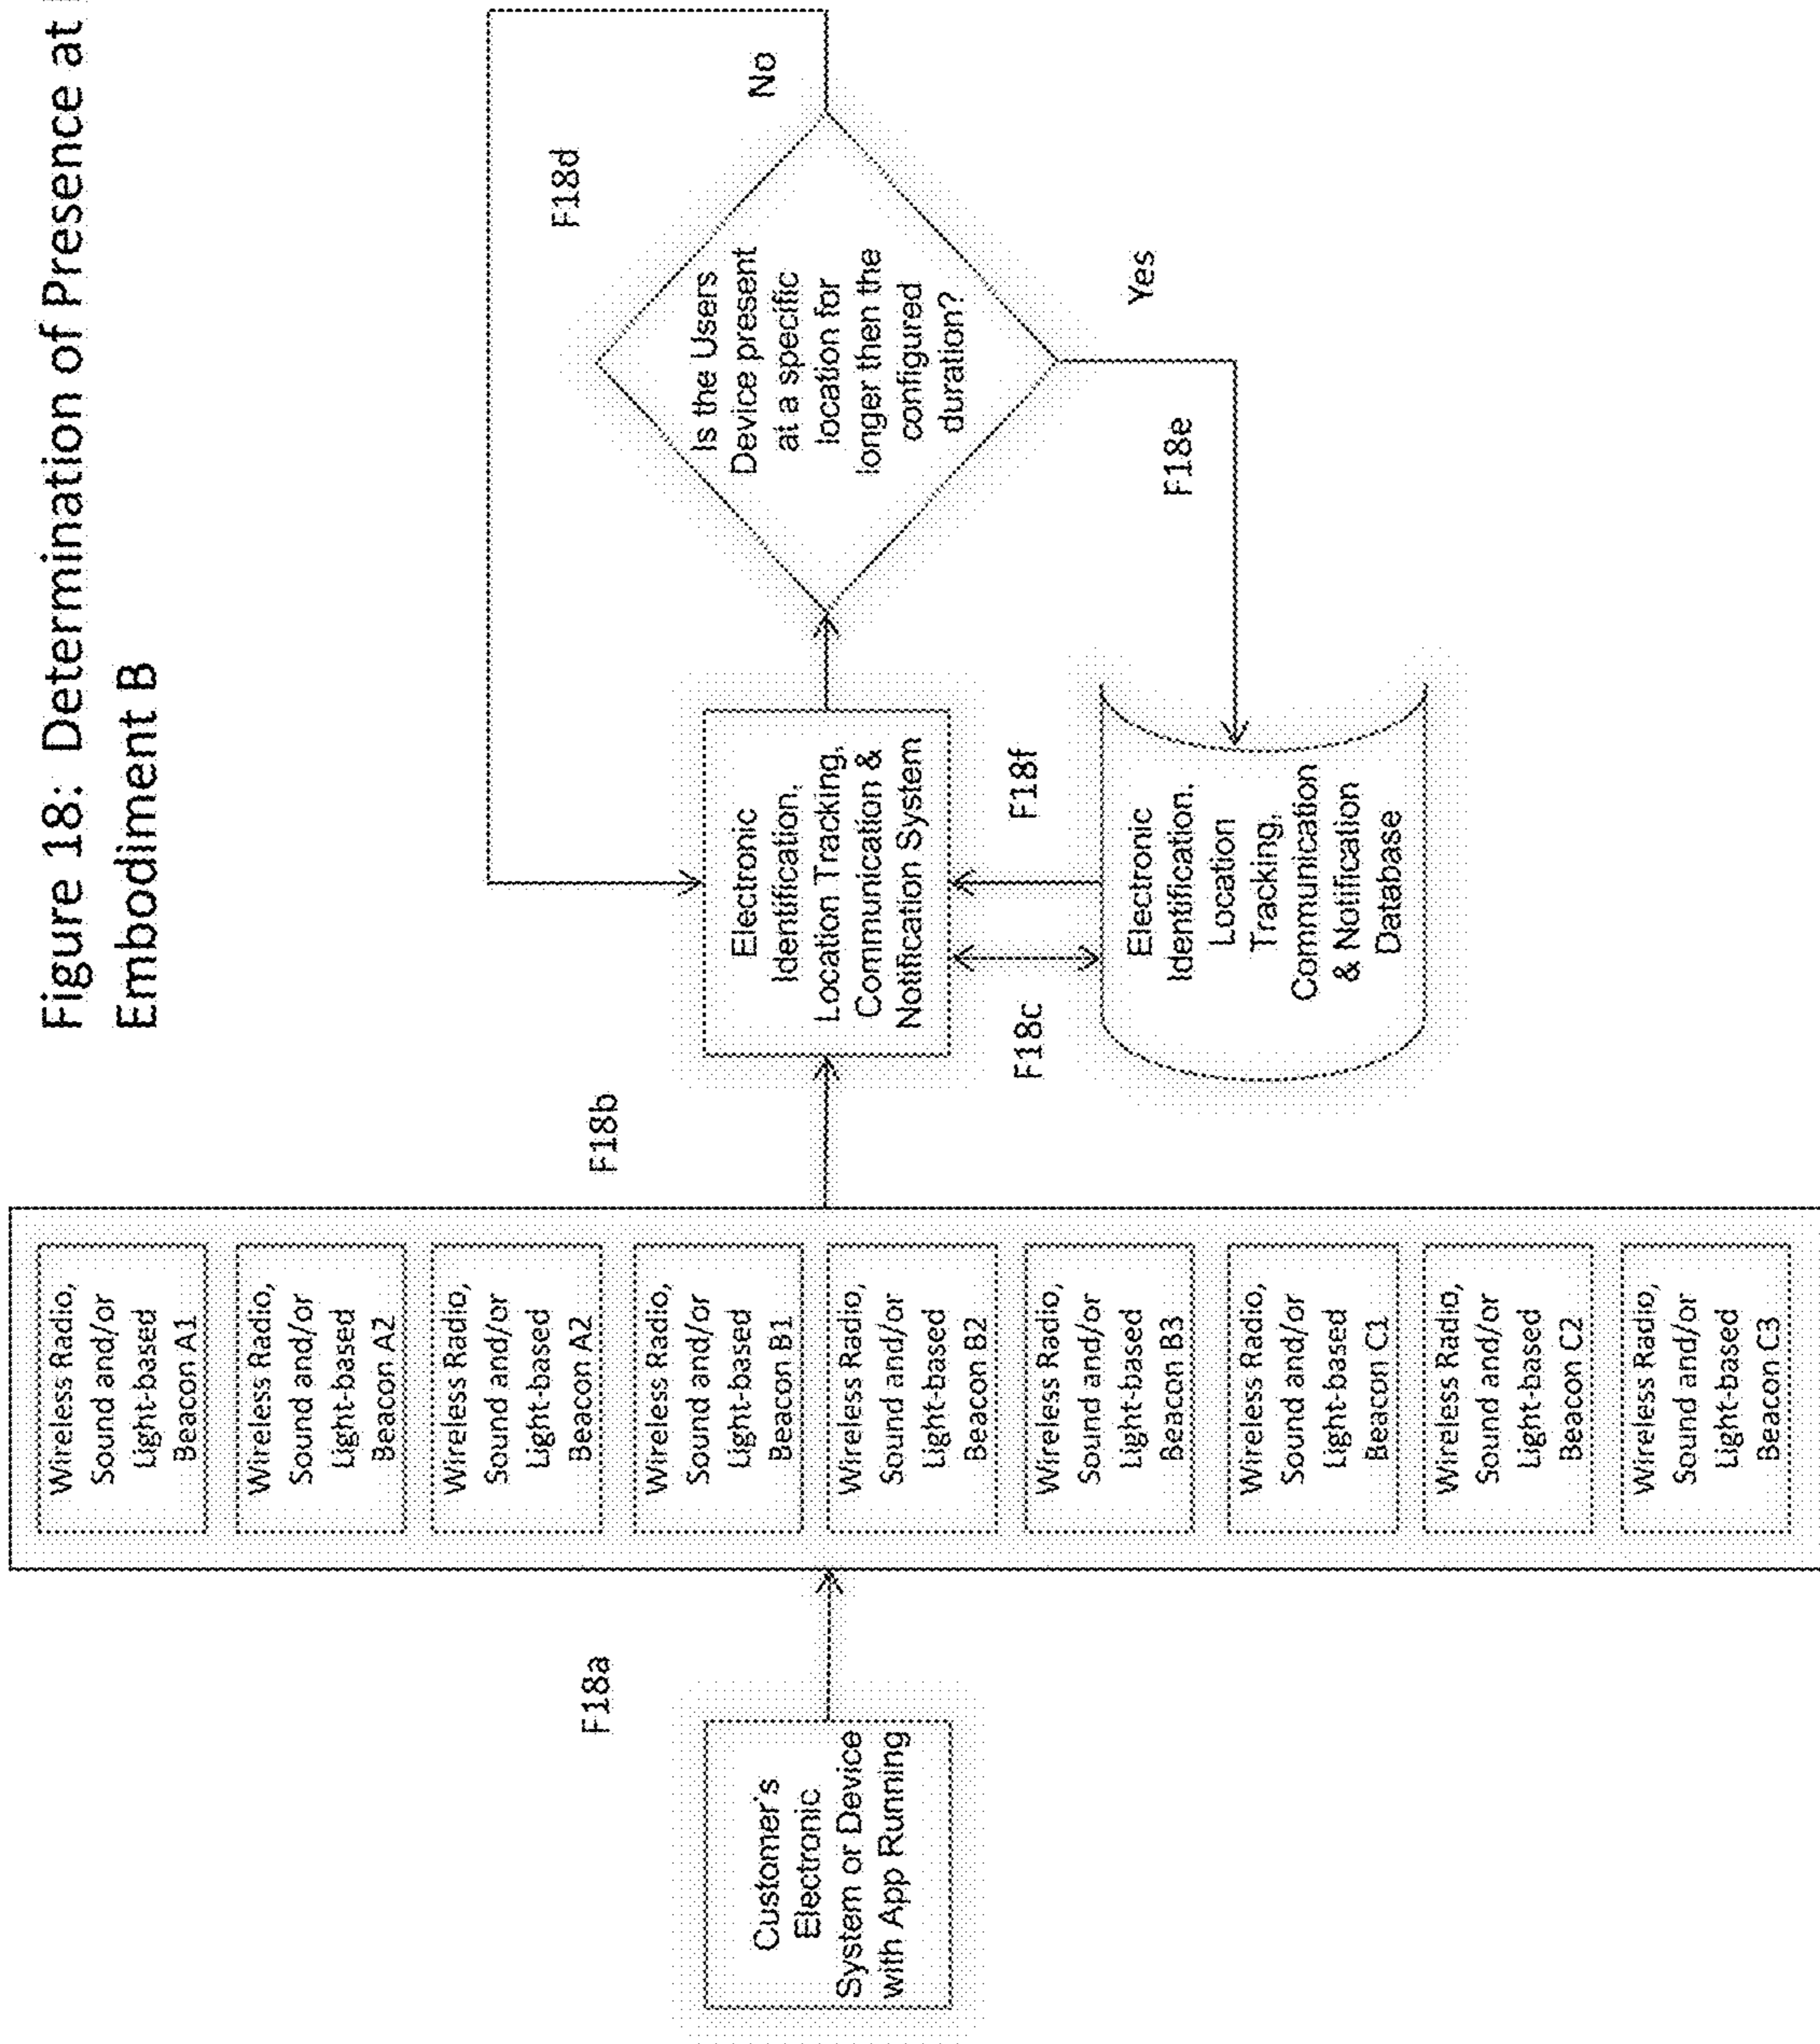 Figure 18: Determination of Presence at
Embodiment B
Customer's
Electronic
System or Device
with App Running
F18a
Wireless Radio,
Sound and/or
Light-based
Beacon A1
Wireless Radio,
Sound and/or
Light-based
Beacon A2
Wireless Radio,
Sound and/or
Light-based
Beacon A2
Wireless Radio,
Sound and/or
Light-based
Beacon B1
Wireless Radio,
Sound and/or
Light-based
Beacon B2
Wireless Radio,
Sound and/or
Light-based
Beacon B3
Wireless Radio,
Sound and/or
Light-based
Beacon C1
Wireless Radio,
Sound and/or
Light-based
Beacon C2
Wireless Radio,
Sound and/or
Light-based
Beacon C3
F18b
Electronic
Identification,
Location Tracking,
Communication &
Notification System
F18c
F18f
Electronic
Identification,
Location
Tracking,
Communication
& Notification
Database
Is the Users
Device present
at a specific
location for
longer then the
configured
duration?
F18d
No
Yes
F18e